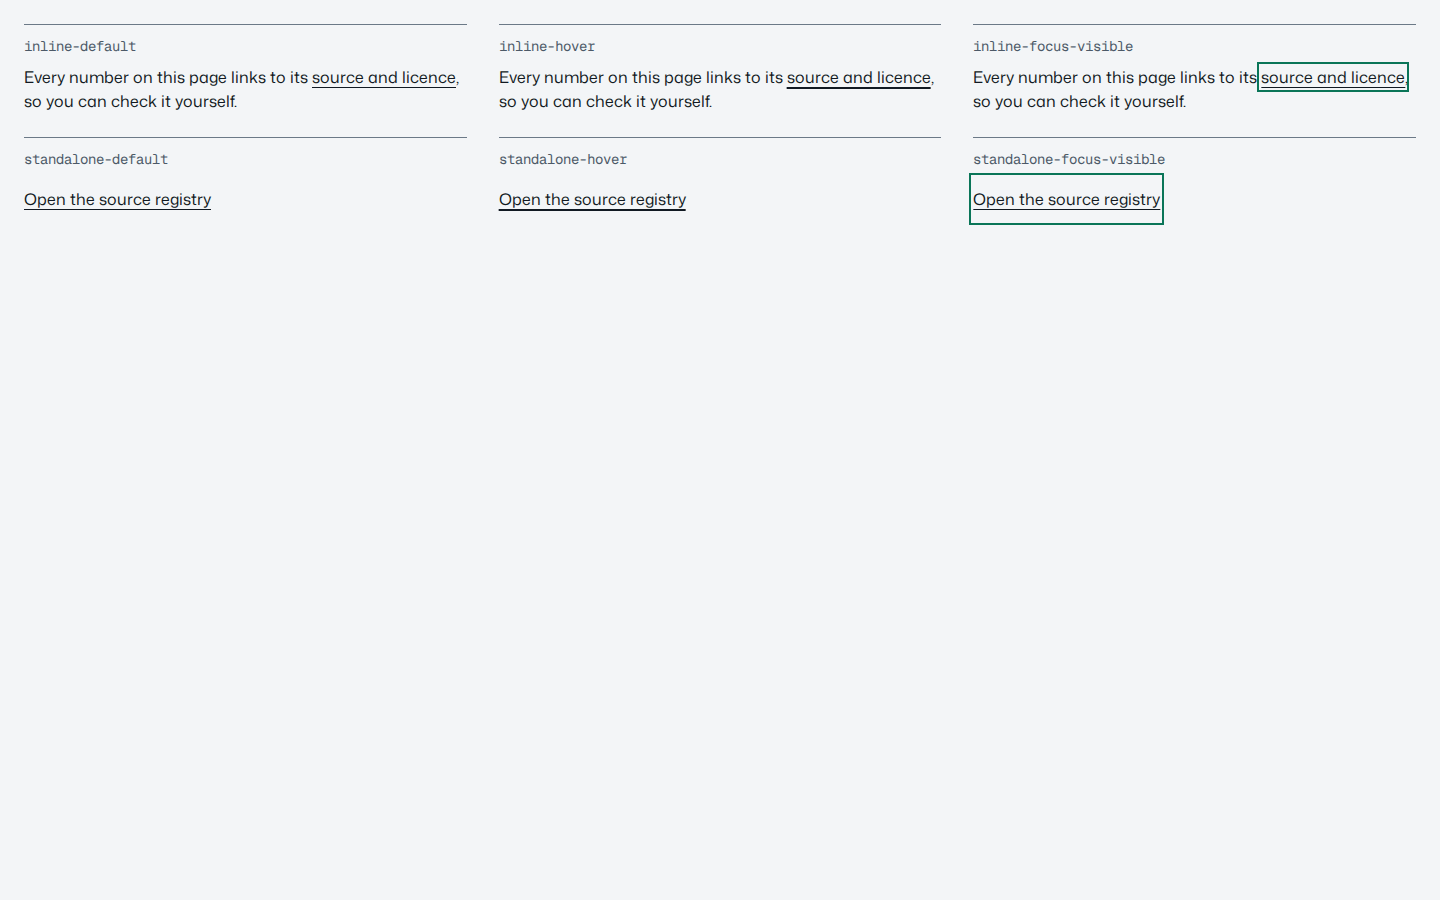 inline-default
Every number on this page links to its source and licence,
so you can check it yourself.
inline-hover
Every number on this page links to its source and licence,
so you can check it yourself.
inline-focus-visible
Every number on this page links to its source and licence,
so you can check it yourself.
standalone-default
Open the source registry
standalone-hover
Open the source registry
standalone-focus-visible
Open the source registry